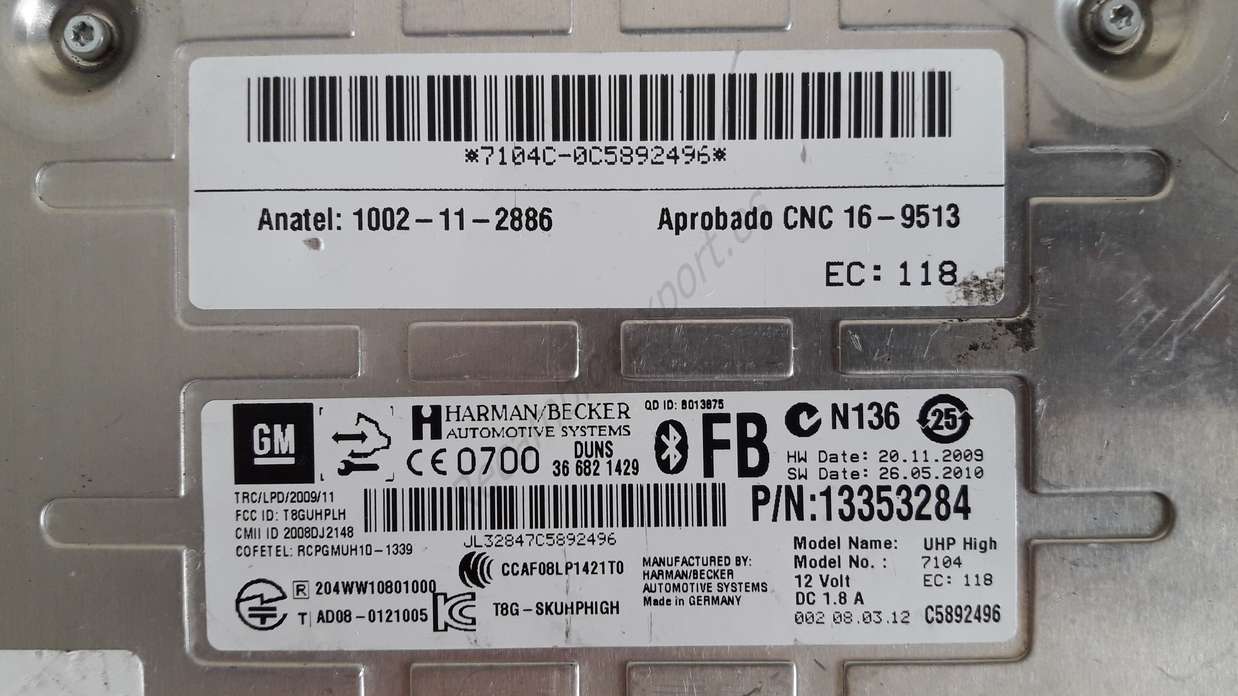 *7104C-0C5892496*
Anatel: 1002-11-2886 Aprobado CNC 16-9513
EC: 118
GM HARMAN/BECKER
AUTOMOTIVE SYSTEMS
QD ID: B013875
CE 0700 DUNS
36 682 1429
FB
N136 25
HW Date: 20.11.2009
SW Date: 26.05.2010
P/N:13353284
TRC/LPD/2009/11
FCC ID: T8GUHPLH
CMII ID 2008DJ2148
COFETEL: RCPGMUH10-1339
JL32847C5892496
R 204WW10801000
T AD08-0121005
CCAF08LP1421T0
KC T8G-SKUHPHIGH
MANUFACTURED BY:
HARMAN/BECKER
AUTOMOTIVE SYSTEMS
Made in GERMANY
Model Name: UHP High
Model No.: 7104
12 Volt EC: 118
DC 1.8 A
002 08.03.12 C5892496